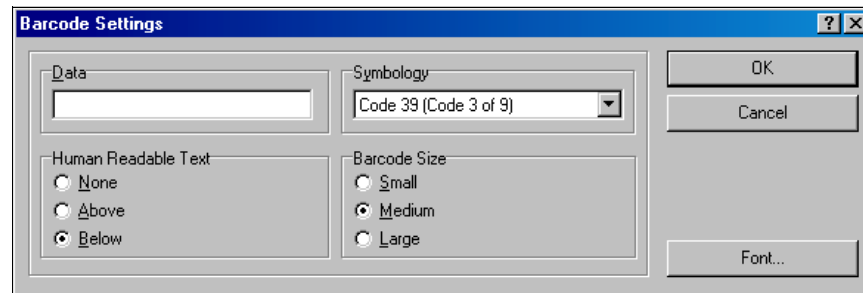 Barcode Settings
Data
Symbology
OK
Code 39 (Code 3 of 9)
Cancel
Human Readable Text
Barcode Size
None
Small
Above
Medium
Below
Large
Font...